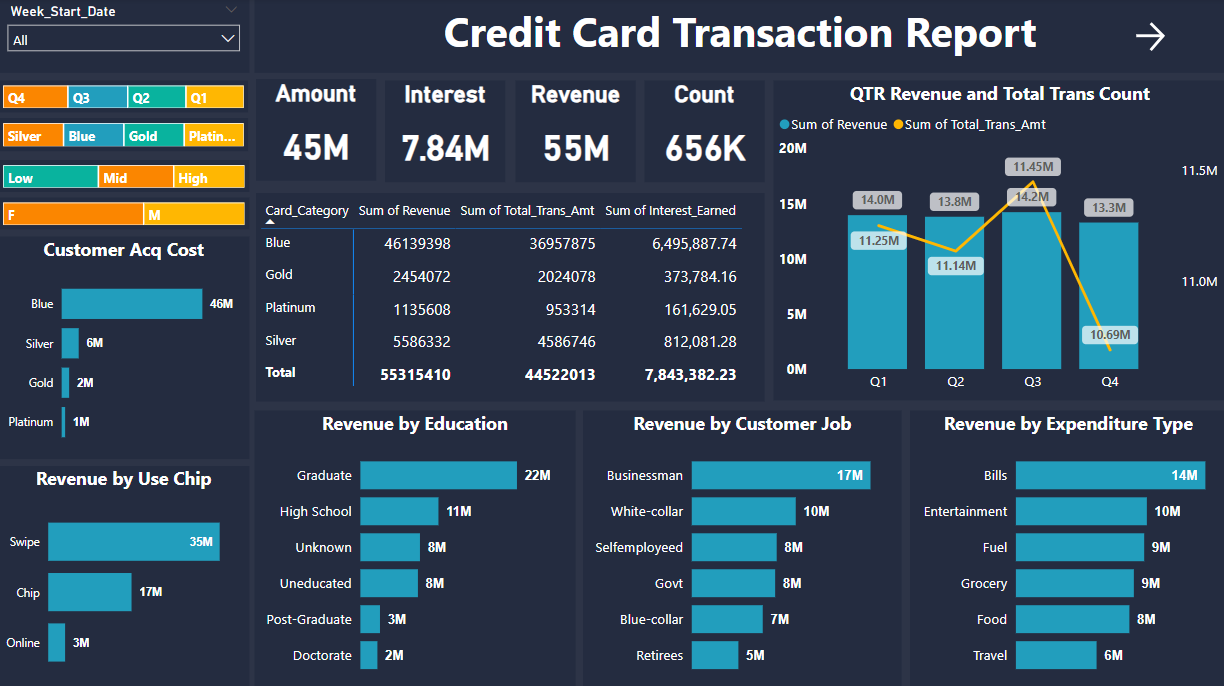 Week_Start_Date
All
Credit Card Transaction Report
Q4 Q3 Q2 Q1
Silver Blue Gold Platin...
Low Mid High
F M
Amount
45M
Interest
7.84M
Revenue
55M
Count
656K
Card_Category Sum of Revenue Sum of Total_Trans_Amt Sum of Interest_Earned
Blue 46139398 36957875 6,495,887.74
Gold 2454072 2024078 373,784.16
Platinum 1135608 953314 161,629.05
Silver 5586332 4586746 812,081.28
Total 55315410 44522013 7,843,382.23
QTR Revenue and Total Trans Count
Sum of Revenue Sum of Total_Trans_Amt
20M
15M
10M
5M
0M
11.5M
11.0M
14.0M 13.8M 14.2M 13.3M
11.25M 11.14M 11.45M 10.69M
Q1 Q2 Q3 Q4
Customer Acq Cost
Blue 46M
Silver 6M
Gold 2M
Platinum 1M
Revenue by Use Chip
Swipe 35M
Chip 17M
Online 3M
Revenue by Education
Graduate 22M
High School 11M
Unknown 8M
Uneducated 8M
Post-Graduate 3M
Doctorate 2M
Revenue by Customer Job
Businessman 17M
White-collar 10M
Selfemployeed 8M
Govt 8M
Blue-collar 7M
Retirees 5M
Revenue by Expenditure Type
Bills 14M
Entertainment 10M
Fuel 9M
Grocery 9M
Food 8M
Travel 6M